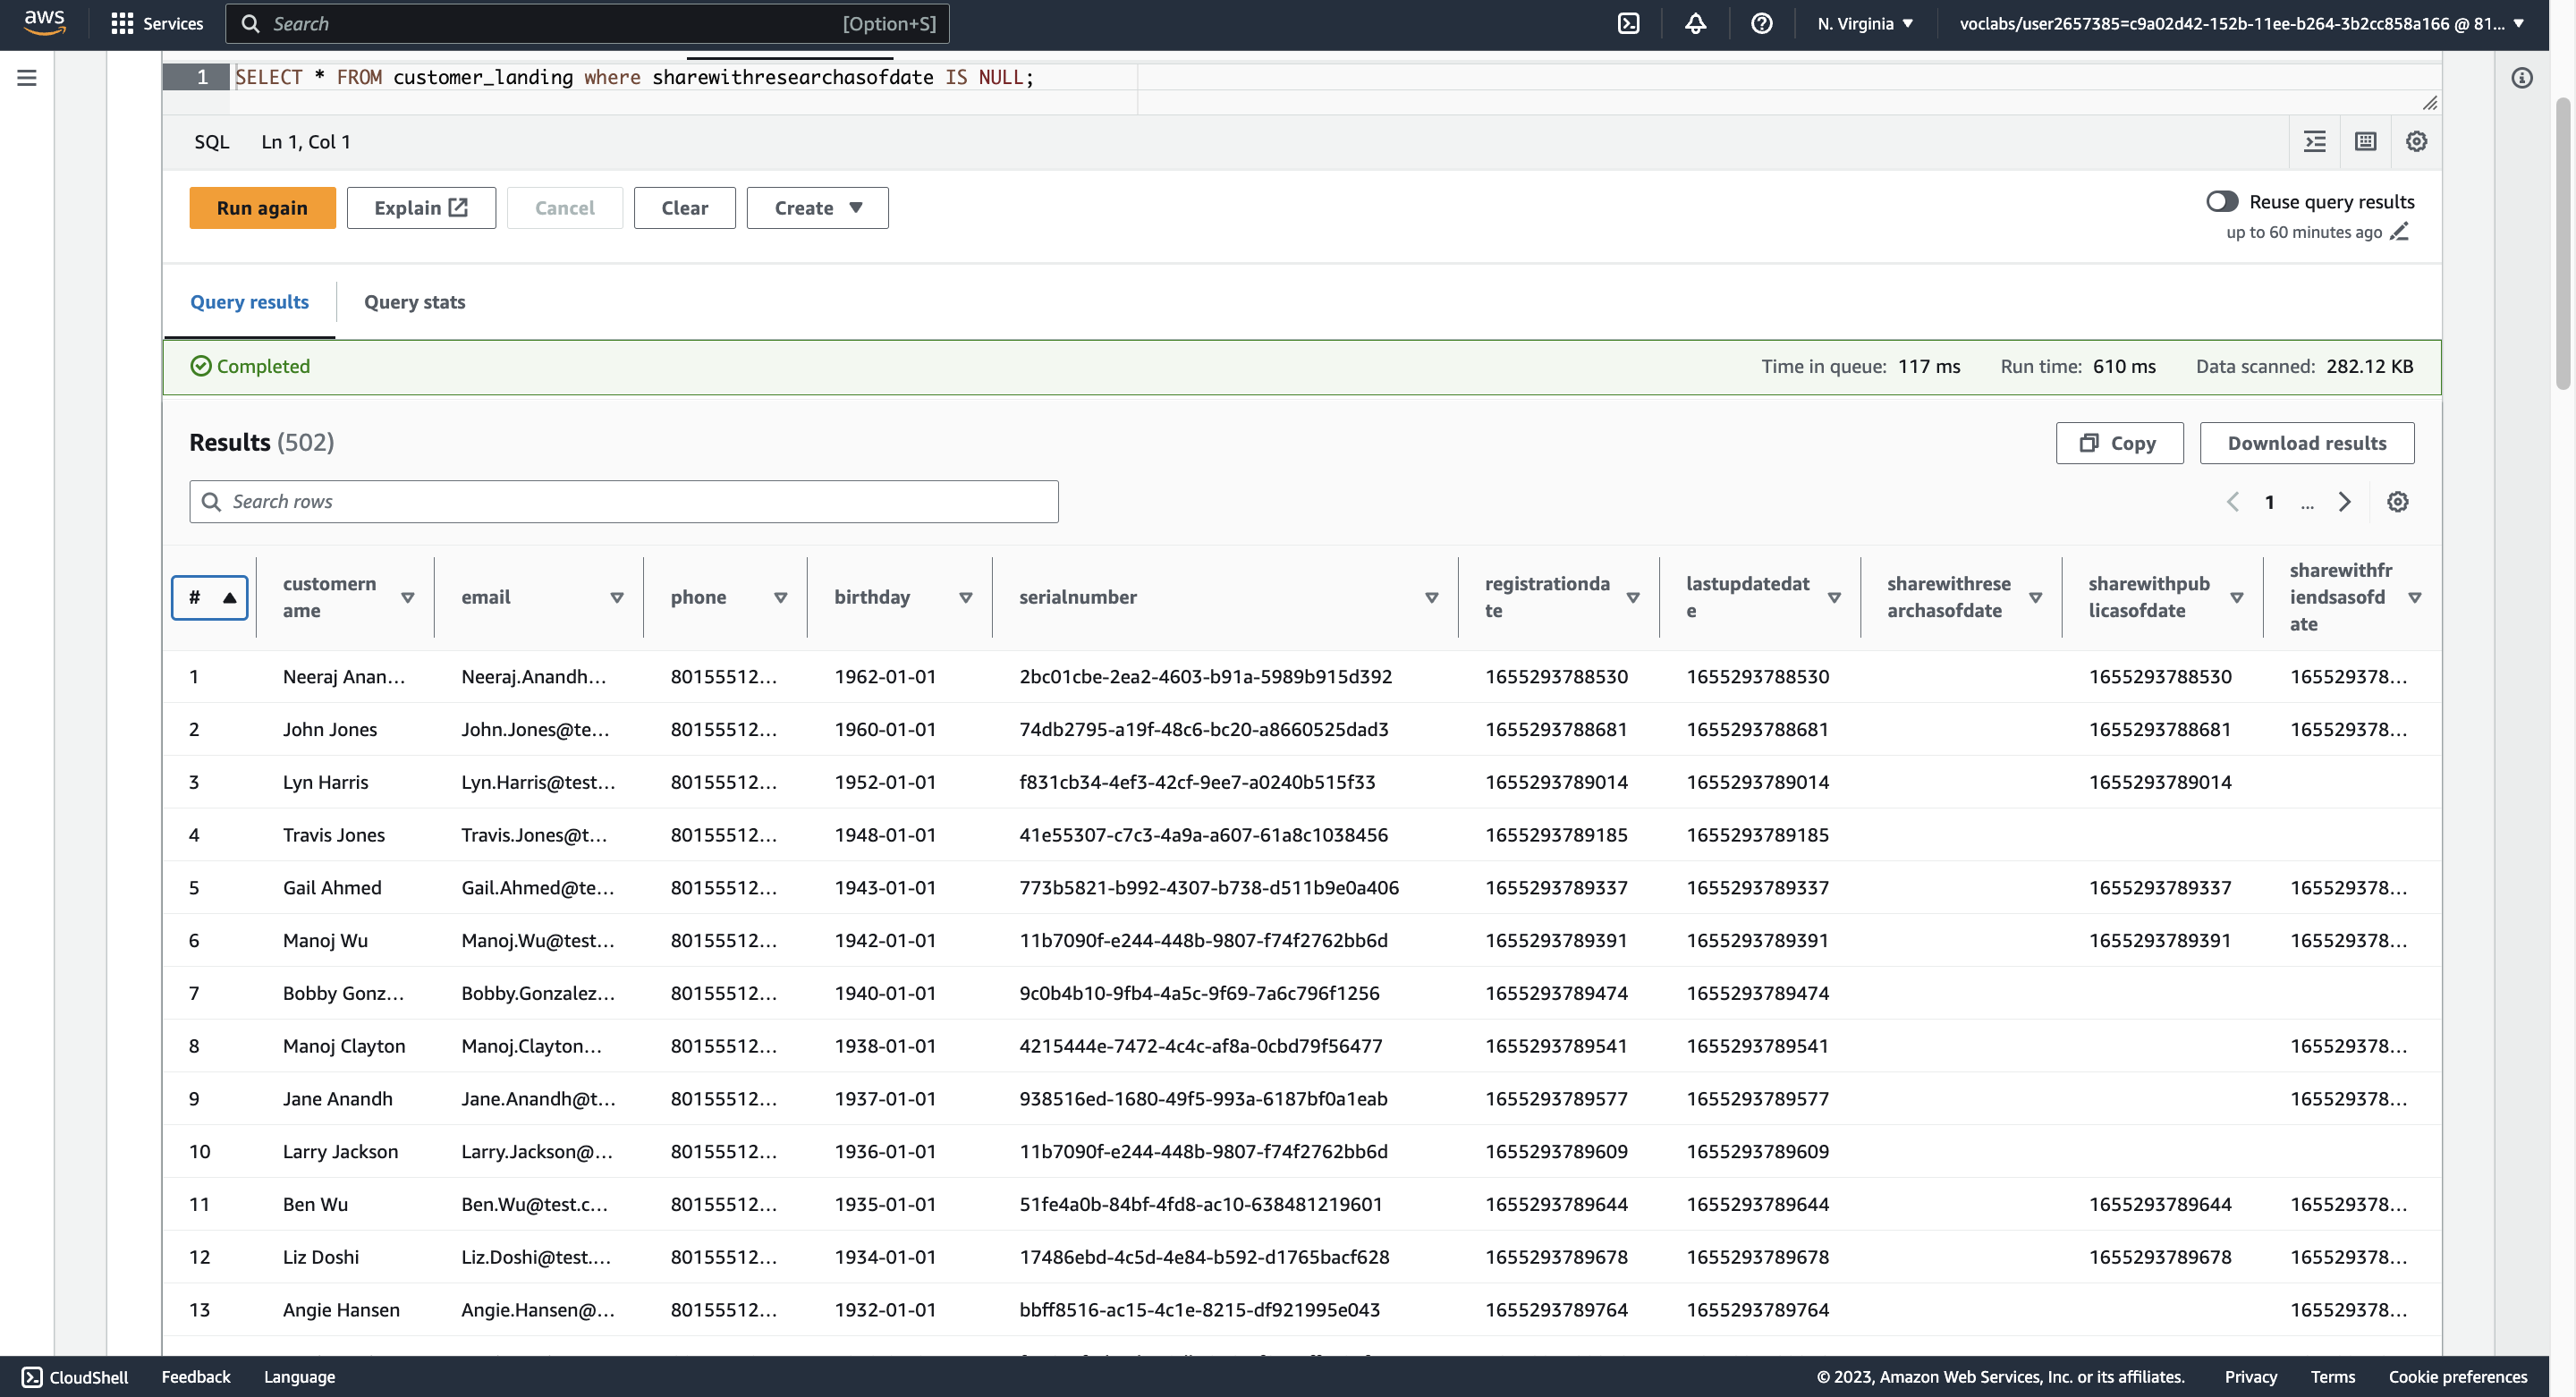 aws Services Search [Option+S] N. Virginia voclabs/user2657385=c9a02d42-152b-11ee-b264-3b2cc858a166 @ 81...
1 SELECT * FROM customer_landing where sharewithresearchasofdate IS NULL;
SQL Ln 1, Col 1
Run again Explain Cancel Clear Create Reuse query results
up to 60 minutes ago
Query results Query stats
Completed Time in queue: 117 ms Run time: 610 ms Data scanned: 282.12 KB
Results (502) Copy Download results
Search rows 1 ...
# customern
ame email phone birthday serialnumber registrationda
te lastupdatedat
e sharewithrese
archasofdate sharewithpub
licasofdate sharewithfr
iendsasofd
ate
1 Neeraj Anan... Neeraj.Anandh... 80155512... 1962-01-01 2bc01cbe-2ea2-4603-b91a-5989b915d392 1655293788530 1655293788530 1655293788530 165529378...
2 John Jones John.Jones@te... 80155512... 1960-01-01 74db2795-a19f-48c6-bc20-a8660525dad3 1655293788681 1655293788681 1655293788681 165529378...
3 Lyn Harris Lyn.Harris@test... 80155512... 1952-01-01 f831cb34-4ef3-42cf-9ee7-a0240b515f33 1655293789014 1655293789014 1655293789014
4 Travis Jones Travis.Jones@t... 80155512... 1948-01-01 41e55307-c7c3-4a9a-a607-61a8c1038456 1655293789185 1655293789185
5 Gail Ahmed Gail.Ahmed@te... 80155512... 1943-01-01 773b5821-b992-4307-b738-d511b9e0a406 1655293789337 1655293789337 1655293789337 165529378...
6 Manoj Wu Manoj.Wu@test... 80155512... 1942-01-01 11b7090f-e244-448b-9807-f74f2762bb6d 1655293789391 1655293789391 1655293789391 165529378...
7 Bobby Gonz... Bobby.Gonzalez... 80155512... 1940-01-01 9c0b4b10-9fb4-4a5c-9f69-7a6c796f1256 1655293789474 1655293789474
8 Manoj Clayton Manoj.Clayton... 80155512... 1938-01-01 4215444e-7472-4c4c-af8a-0cbd79f56477 1655293789541 1655293789541 165529378...
9 Jane Anandh Jane.Anandh@t... 80155512... 1937-01-01 938516ed-1680-49f5-993a-6187bf0a1eab 1655293789577 1655293789577 165529378...
10 Larry Jackson Larry.Jackson@... 80155512... 1936-01-01 11b7090f-e244-448b-9807-f74f2762bb6d 1655293789609 1655293789609
11 Ben Wu Ben.Wu@test.c... 80155512... 1935-01-01 51fe4a0b-84bf-4fd8-ac10-638481219601 1655293789644 1655293789644 1655293789644 165529378...
12 Liz Doshi Liz.Doshi@test.... 80155512... 1934-01-01 17486ebd-4c5d-4e84-b592-d1765bacf628 1655293789678 1655293789678 1655293789678 165529378...
13 Angie Hansen Angie.Hansen@... 80155512... 1932-01-01 bbff8516-ac15-4c1e-8215-df921995e043 1655293789764 1655293789764 165529378...
CloudShell Feedback Language © 2023, Amazon Web Services, Inc. or its affiliates. Privacy Terms Cookie preferences